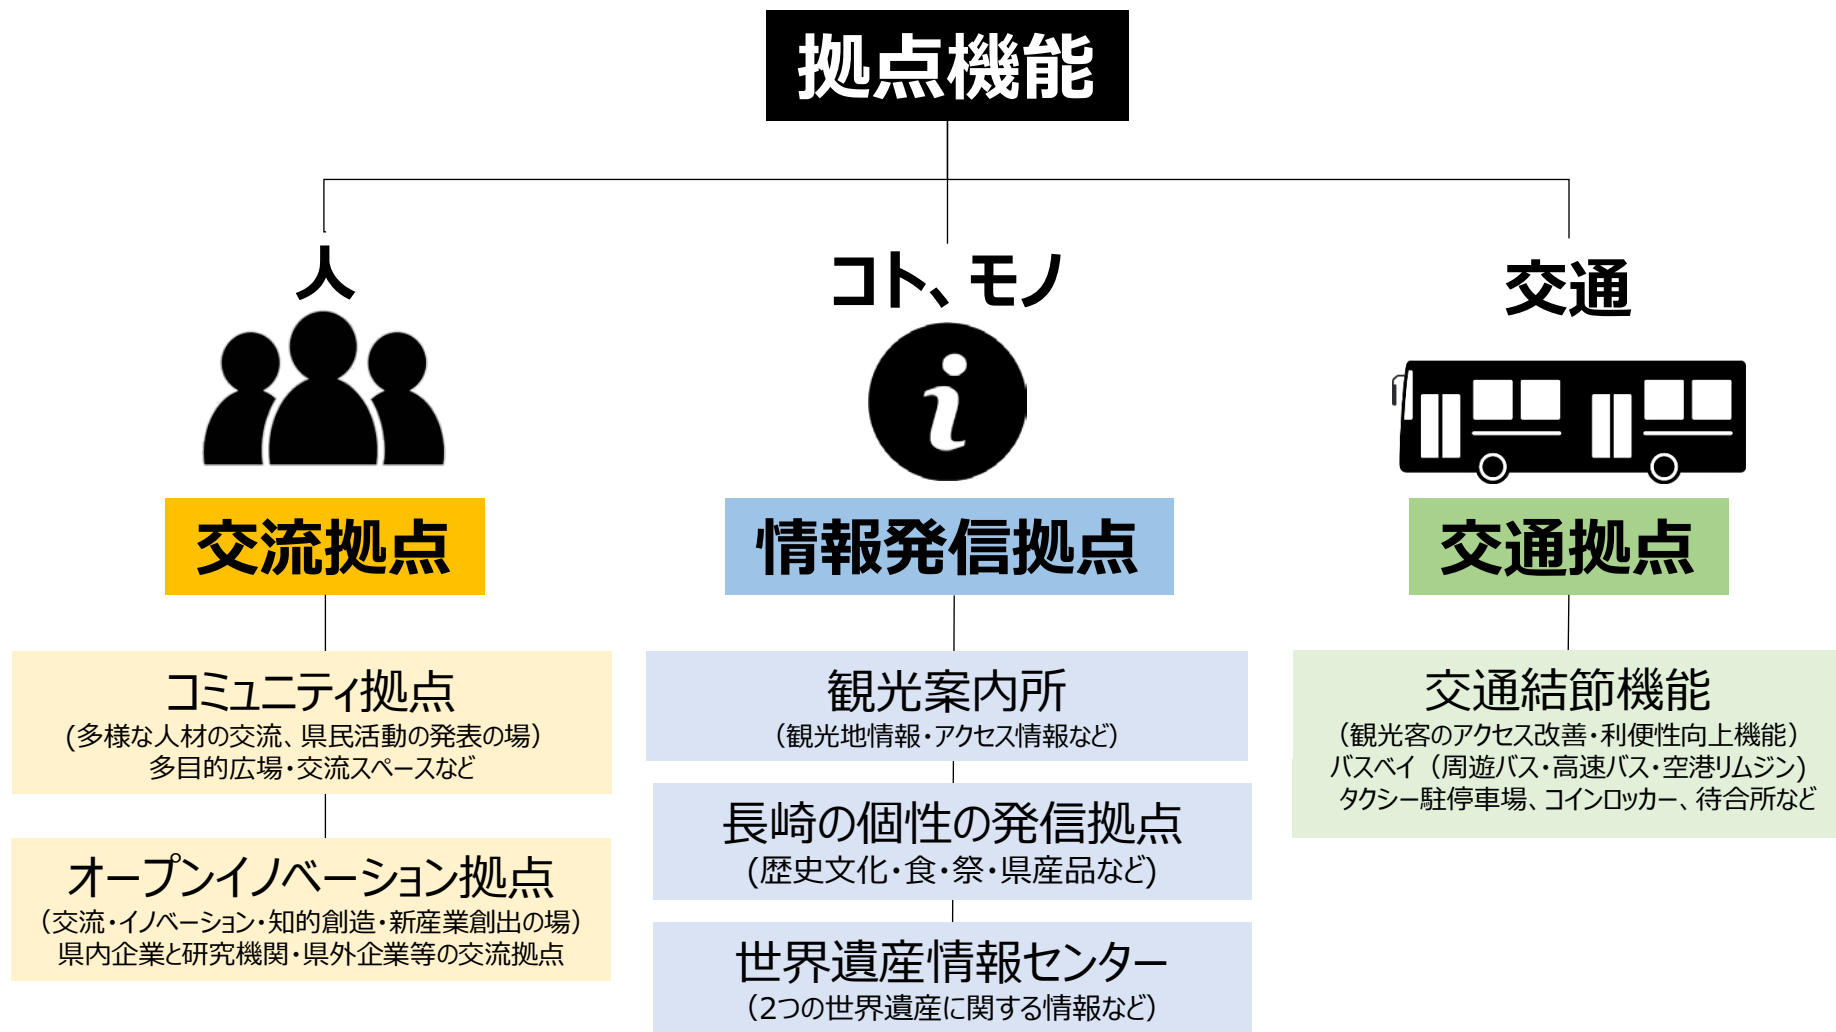 拠点機能
人
コト、モノ
交通
交流拠点
情報発信拠点
交通拠点
コミュニティ拠点
(多様な人材の交流、県民活動の発表の場)
多目的広場・交流スペースなど
オープンイノベーション拠点
(交流・イノベーション・知的創造・新産業創出の場)
県内企業と研究機関・県外企業等の交流拠点
観光案内所
(観光地情報・アクセス情報など)
長崎の個性の発信拠点
(歴史文化・食・祭・県産品など)
世界遺産情報センター
(2つの世界遺産に関する情報など)
交通結節機能
(観光客のアクセス改善・利便性向上機能)
バスベイ (周遊バス・高速バス・空港リムジン)
タクシー駐停車場、コインロッカー、待合所など